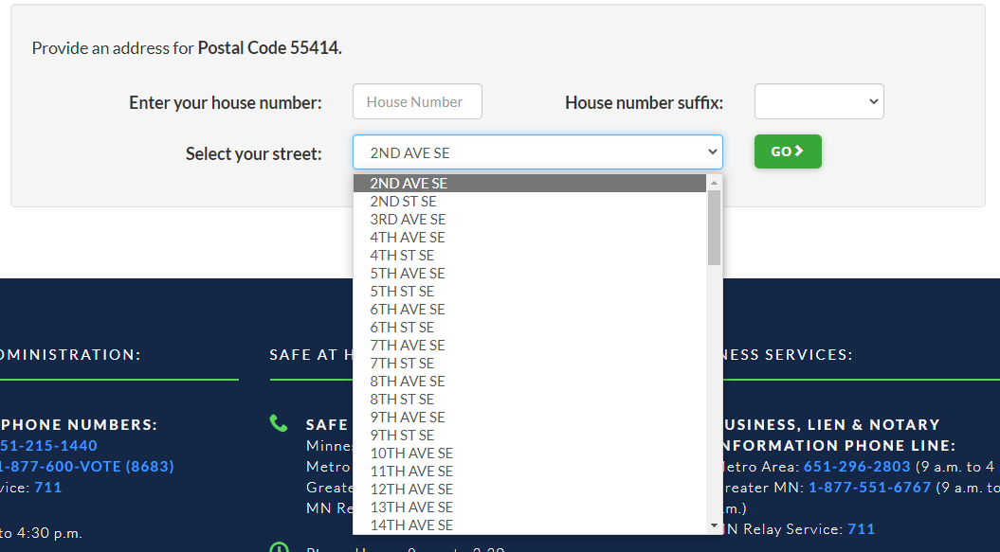 Provide an address for Postal Code 55414.
Enter your house number:
House Number
House number suffix:
Select your street:
2ND AVE SE
GO
2ND AVE SE
2ND ST SE
3RD AVE SE
4TH AVE SE
4TH ST SE
5TH AVE SE
5TH ST SE
6TH AVE SE
6TH ST SE
7TH AVE SE
7TH ST SE
8TH AVE SE
8TH ST SE
9TH AVE SE
9TH ST SE
10TH AVE SE
11TH AVE SE
12TH AVE SE
13TH AVE SE
14TH AVE SE
DMINISTRATION:
PHONE NUMBERS:
51-215-1440
1-877-600-VOTE (8683)
vice: 711
to 4:30 p.m.
SAFE AT H
SAFE
Minne
Metro
Greate
MN Re
NESS SERVICES:
USINESS, LIEN & NOTARY
NFORMATION PHONE LINE:
etro Area: 651-296-2803 (9 a.m. to 4
reater MN: 1-877-551-6767 (9 a.m. to
.m.)
N Relay Service: 711